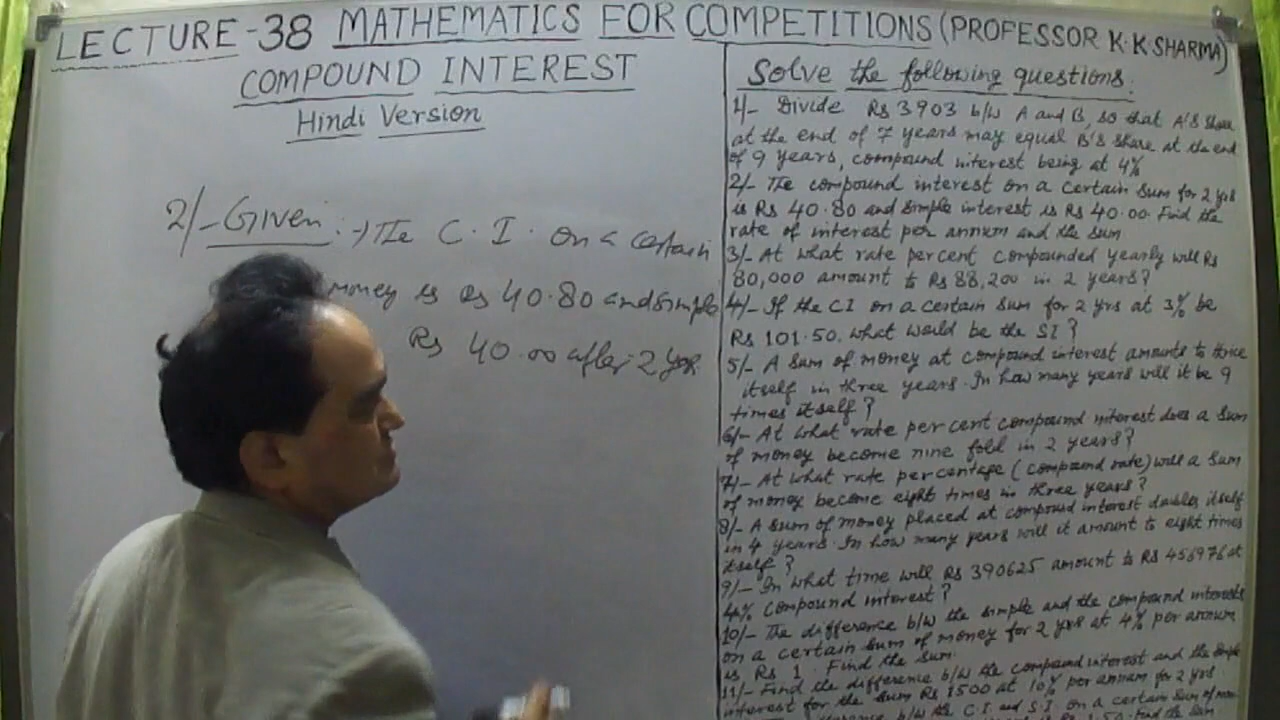 LECTURE-38 MATHEMATICS FOR COMPETITIONS (PROFESSOR K.K.SHARMA)
COMPOUND INTEREST
Hindi Version
2/- Given :→ The C.I. on a certain
money is Rs 40.80 and simple
Rs 40.00 after 2 yrs.
Solve the following questions.
1/- Divide Rs 3903 b/w A and B, so that A's share
at the end of 7 years may equal B's share at the end
of 9 years, compound interest being at 4%
2/- The compound interest on a certain sum for 2 yrs
is Rs 40.80 and simple interest is Rs 40.00. Find the
rate of interest per annum and the sum
3/- At what rate percent compounded yearly will Rs
80,000 amount to Rs 88,200 in 2 years?
4/- If the CI on a certain sum for 2 yrs at 3% be
Rs 101.50, what would be the SI?
5/- A sum of money at compound interest amounts to thrice
itself in three years. In how many years will it be 9
times itself?
6/- At what rate per cent compound interest does a sum
of money become nine fold in 2 years?
7/- At what rate percentage (compound rate) will a sum
of money become eight times in three years?
8/- A sum of money placed at compound interest doubles itself
in 4 years. In how many years will it amount to eight times
itself?
9/- In what time will Rs 390625 amount to Rs 456976 at
4% compound interest?
10/- The difference b/w the simple and the compound interests
on a certain sum of money for 2 yrs at 4% per annum
is Rs 1. Find the sum.
11/- Find the difference b/w the compound interest and the simple
interest for the sum Rs 1500 at 10% per annum for 2 yrs.
b/w the C.I and S.I on a certain sum of